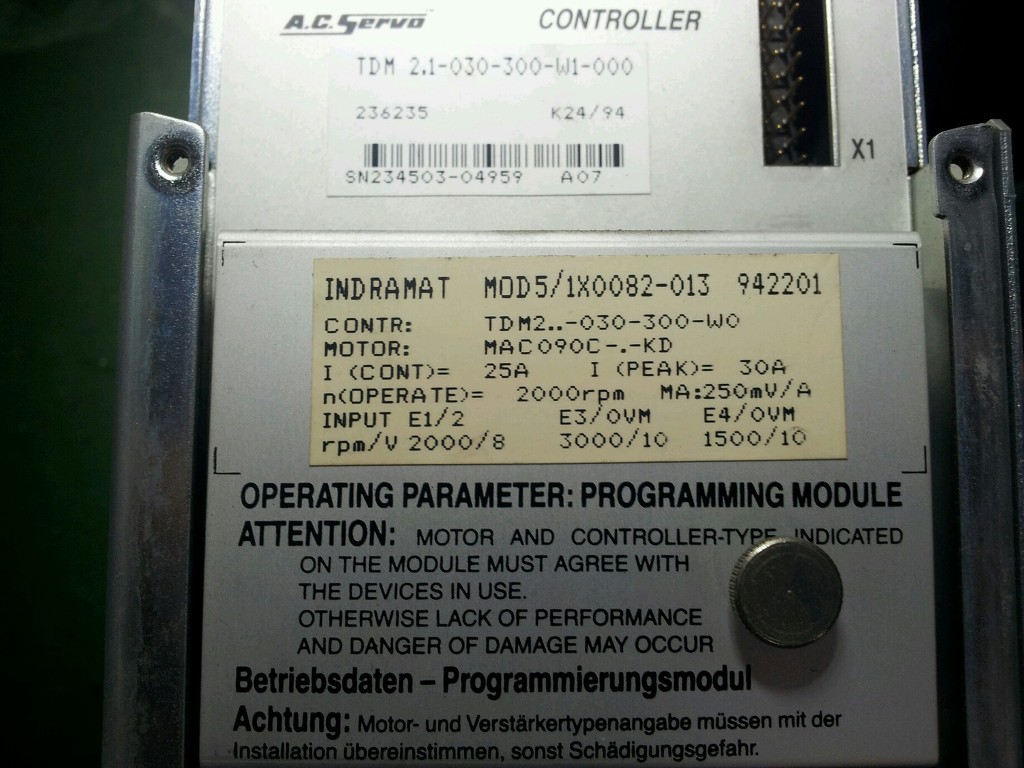 A.C. Servo CONTROLLER
TDM 2.1-030-300-W1-000
236235 K24/94
X1
SN234503-04959 A07
INDRAMAT MOD5/1X0082-013 942201
CONTR: TDM2..-030-300-W0
MOTOR: MAC090C-.-KD
I (CONT)= 25A I (PEAK)= 30A
n(OPERATE)= 2000rpm MA:250mV/A
INPUT E1/2 E3/0VM E4/0VM
rpm/V 2000/8 3000/10 1500/10
OPERATING PARAMETER: PROGRAMMING MODULE
ATTENTION: MOTOR AND CONTROLLER-TYPE INDICATED
ON THE MODULE MUST AGREE WITH
THE DEVICES IN USE.
OTHERWISE LACK OF PERFORMANCE
AND DANGER OF DAMAGE MAY OCCUR
Betriebsdaten – Programmierungsmodul
Achtung: Motor- und Verstärkertypenangabe müssen mit der
Installation übereinstimmen, sonst Schädigungsgefahr.